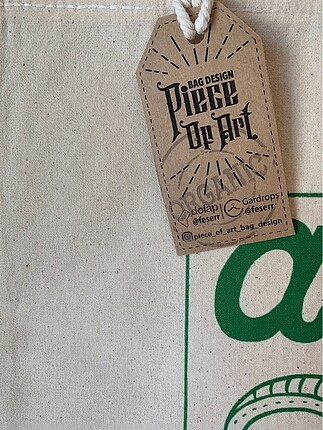 BAG DESIGN
Piece
Of Art
ORGANIC
dolap
@feserr
Gardrops
@feserr
piece_of_art_bag_design
a